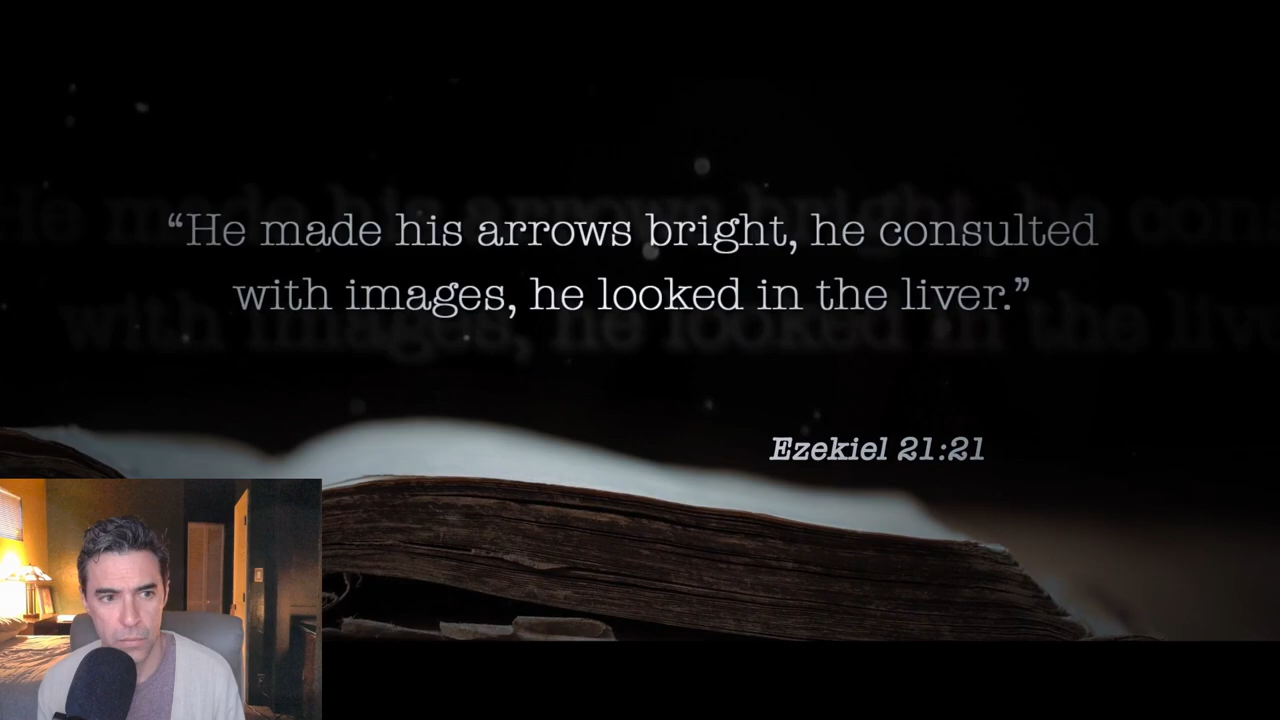 “He made his arrows bright, he consulted
with images, he looked in the liver.”
Ezekiel 21:21